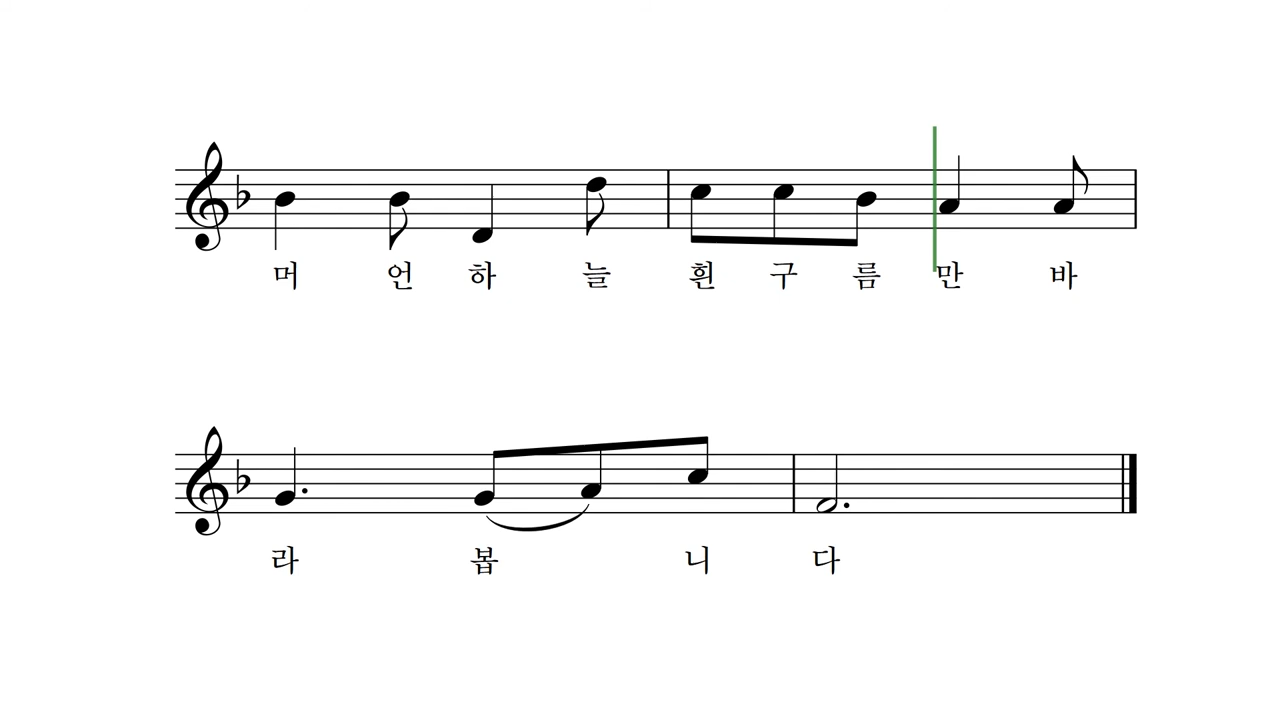 머 언 하 늘 흰 구 름 만 바
라 봅 니 다